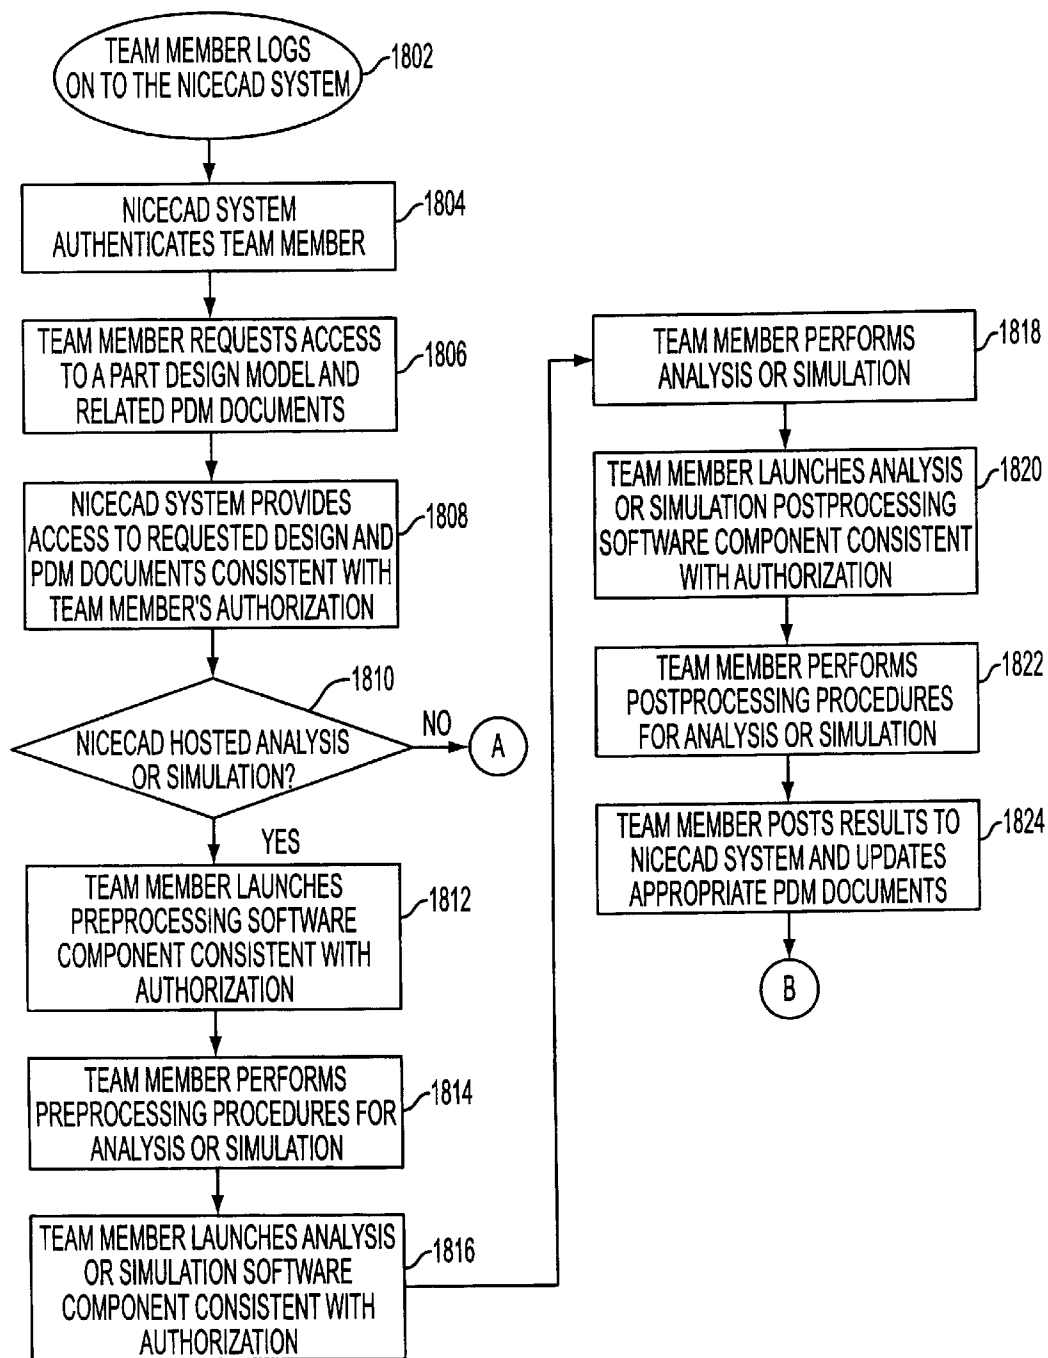 TEAM MEMBER LOGS
ON TO THE NICECAD SYSTEM
1802
NICECAD SYSTEM
AUTHENTICATES TEAM MEMBER
1804
TEAM MEMBER REQUESTS ACCESS
TO A PART DESIGN MODEL AND
RELATED PDM DOCUMENTS
1806
NICECAD SYSTEM PROVIDES
ACCESS TO REQUESTED DESIGN AND
PDM DOCUMENTS CONSISTENT WITH
TEAM MEMBER'S AUTHORIZATION
1808
1810
NICECAD HOSTED ANALYSIS
OR SIMULATION?
NO
A
YES
TEAM MEMBER LAUNCHES
PREPROCESSING SOFTWARE
COMPONENT CONSISTENT WITH
AUTHORIZATION
1812
TEAM MEMBER PERFORMS
PREPROCESSING PROCEDURES FOR
ANALYSIS OR SIMULATION
1814
TEAM MEMBER LAUNCHES ANALYSIS
OR SIMULATION SOFTWARE
COMPONENT CONSISTENT WITH
AUTHORIZATION
1816
TEAM MEMBER PERFORMS
ANALYSIS OR SIMULATION
1818
TEAM MEMBER LAUNCHES ANALYSIS
OR SIMULATION POSTPROCESSING
SOFTWARE COMPONENT CONSISTENT
WITH AUTHORIZATION
1820
TEAM MEMBER PERFORMS
POSTPROCESSING PROCEDURES
FOR ANALYSIS OR SIMULATION
1822
TEAM MEMBER POSTS RESULTS TO
NICECAD SYSTEM AND UPDATES
APPROPRIATE PDM DOCUMENTS
1824
B